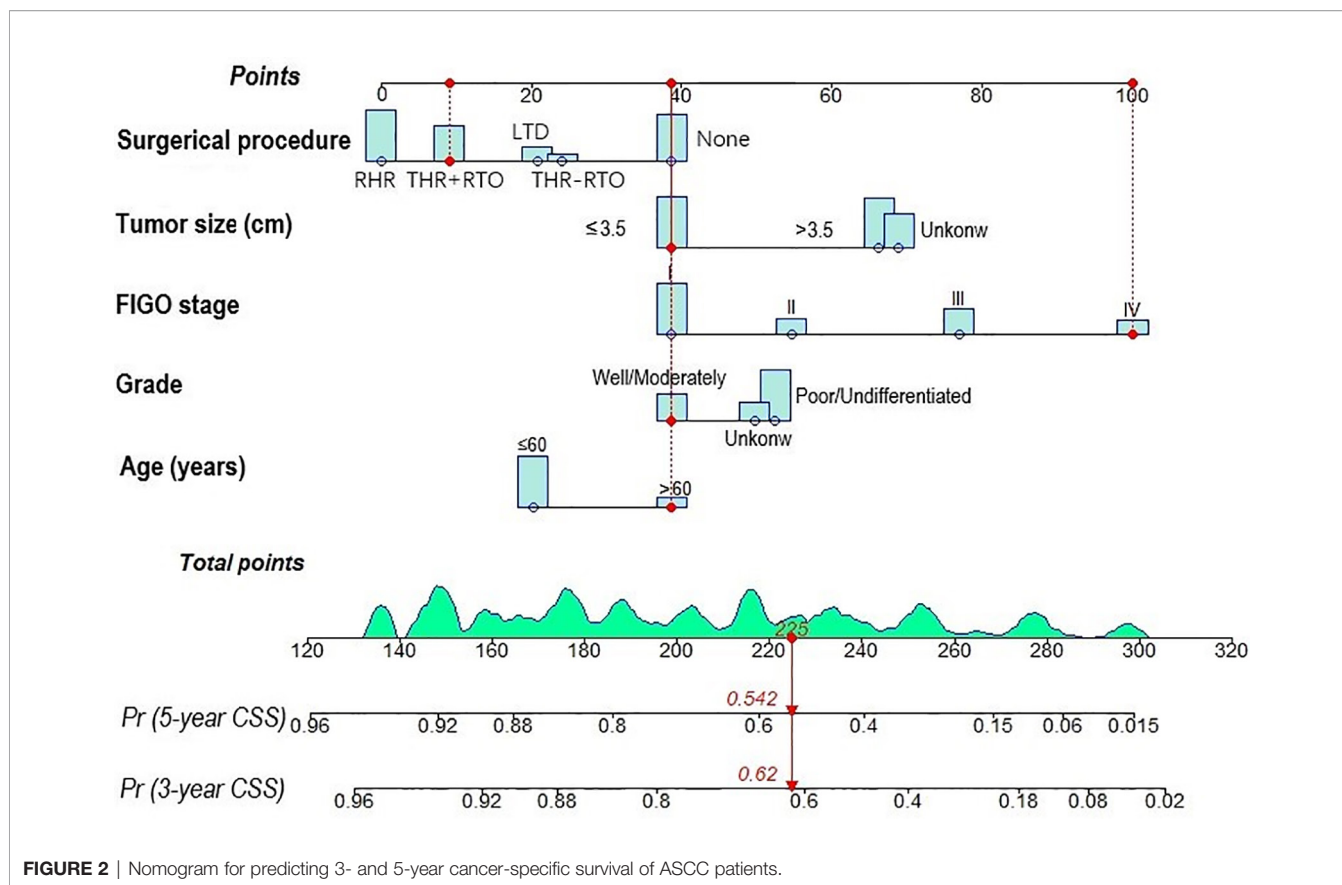 Points
0 20 40 60 80 100
Surgerical procedure
LTD
None
RHR THR+RTO THR-RTO
Tumor size (cm)
≤3.5 >3.5 Unkonw
FIGO stage
I II III IV
Grade
Well/Moderately
Poor/Undifferentiated
Unkonw
Age (years)
≤60
>60
Total points
225
120 140 160 180 200 220 240 260 280 300 320
0.542
Pr (5-year CSS) 0.96 0.92 0.88 0.8 0.6 0.4 0.15 0.06 0.015
0.62
Pr (3-year CSS) 0.96 0.92 0.88 0.8 0.6 0.4 0.18 0.08 0.02
FIGURE 2 | Nomogram for predicting 3- and 5-year cancer-specific survival of ASCC patients.